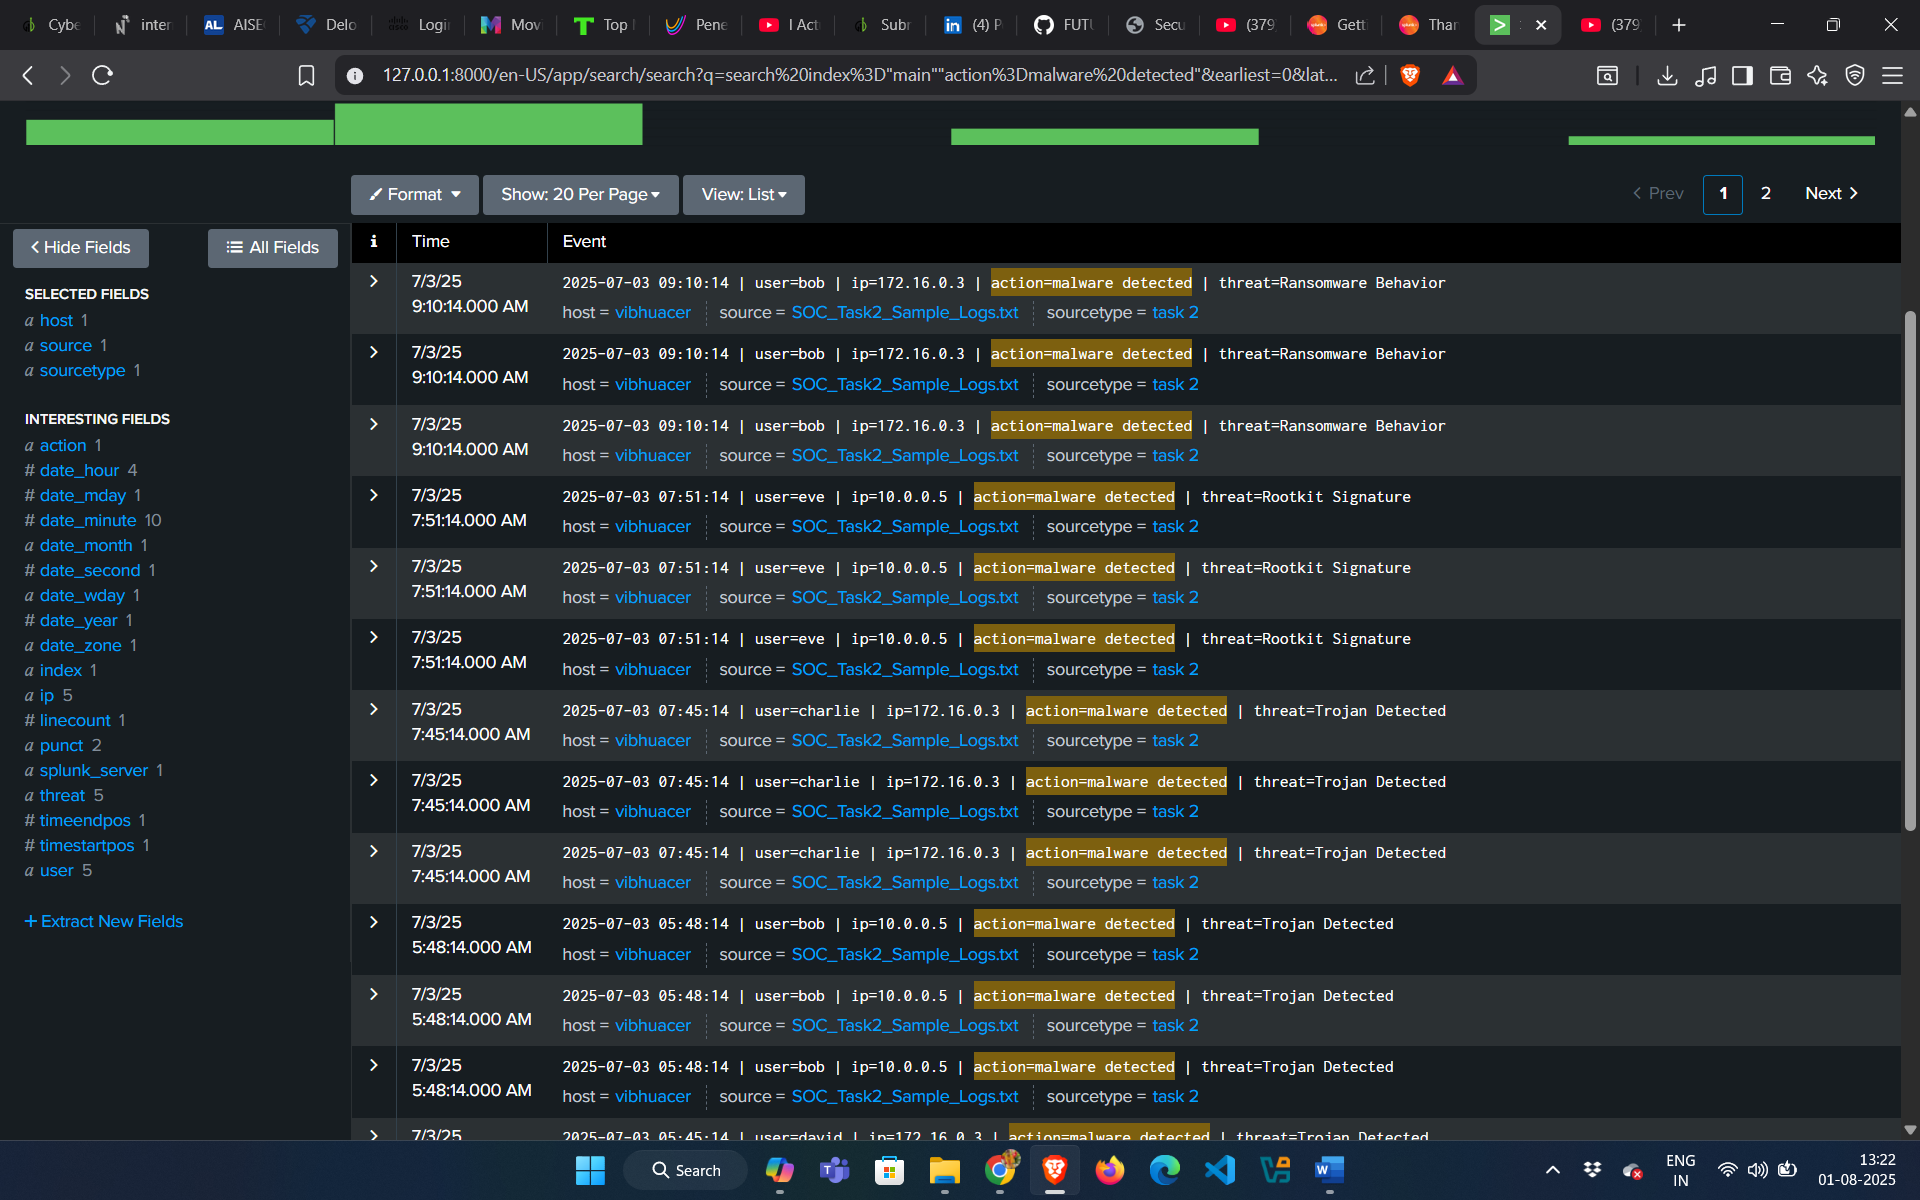 Cybe
inter
AISE
Delo
Logi
Movi
Top
Pene
I Act
Subr
(4) P
FUTU
Secu
(379
Getti
Than
(379
127.0.0.1:8000/en-US/app/search/search?q=search%20index%3D"main""action%3Dmalware%20detected"&earliest=0&lat...
Format
Show: 20 Per Page
View: List
Prev
1
2
Next
Hide Fields
All Fields
i
Time
Event
SELECTED FIELDS
a host 1
a source 1
a sourcetype 1
INTERESTING FIELDS
a action 1
# date_hour 4
# date_mday 1
# date_minute 10
a date_month 1
# date_second 1
a date_wday 1
# date_year 1
a date_zone 1
a index 1
a ip 5
# linecount 1
a punct 2
a splunk_server 1
a threat 5
# timeendpos 1
# timestartpos 1
a user 5
+ Extract New Fields
7/3/25
9:10:14.000 AM
2025-07-03 09:10:14 | user=bob | ip=172.16.0.3 | action=malware detected | threat=Ransomware Behavior
host = vibhuacer source = SOC_Task2_Sample_Logs.txt sourcetype = task 2
7/3/25
9:10:14.000 AM
2025-07-03 09:10:14 | user=bob | ip=172.16.0.3 | action=malware detected | threat=Ransomware Behavior
host = vibhuacer source = SOC_Task2_Sample_Logs.txt sourcetype = task 2
7/3/25
9:10:14.000 AM
2025-07-03 09:10:14 | user=bob | ip=172.16.0.3 | action=malware detected | threat=Ransomware Behavior
host = vibhuacer source = SOC_Task2_Sample_Logs.txt sourcetype = task 2
7/3/25
7:51:14.000 AM
2025-07-03 07:51:14 | user=eve | ip=10.0.0.5 | action=malware detected | threat=Rootkit Signature
host = vibhuacer source = SOC_Task2_Sample_Logs.txt sourcetype = task 2
7/3/25
7:51:14.000 AM
2025-07-03 07:51:14 | user=eve | ip=10.0.0.5 | action=malware detected | threat=Rootkit Signature
host = vibhuacer source = SOC_Task2_Sample_Logs.txt sourcetype = task 2
7/3/25
7:51:14.000 AM
2025-07-03 07:51:14 | user=eve | ip=10.0.0.5 | action=malware detected | threat=Rootkit Signature
host = vibhuacer source = SOC_Task2_Sample_Logs.txt sourcetype = task 2
7/3/25
7:45:14.000 AM
2025-07-03 07:45:14 | user=charlie | ip=172.16.0.3 | action=malware detected | threat=Trojan Detected
host = vibhuacer source = SOC_Task2_Sample_Logs.txt sourcetype = task 2
7/3/25
7:45:14.000 AM
2025-07-03 07:45:14 | user=charlie | ip=172.16.0.3 | action=malware detected | threat=Trojan Detected
host = vibhuacer source = SOC_Task2_Sample_Logs.txt sourcetype = task 2
7/3/25
7:45:14.000 AM
2025-07-03 07:45:14 | user=charlie | ip=172.16.0.3 | action=malware detected | threat=Trojan Detected
host = vibhuacer source = SOC_Task2_Sample_Logs.txt sourcetype = task 2
7/3/25
5:48:14.000 AM
2025-07-03 05:48:14 | user=bob | ip=10.0.0.5 | action=malware detected | threat=Trojan Detected
host = vibhuacer source = SOC_Task2_Sample_Logs.txt sourcetype = task 2
7/3/25
5:48:14.000 AM
2025-07-03 05:48:14 | user=bob | ip=10.0.0.5 | action=malware detected | threat=Trojan Detected
host = vibhuacer source = SOC_Task2_Sample_Logs.txt sourcetype = task 2
7/3/25
5:48:14.000 AM
2025-07-03 05:48:14 | user=bob | ip=10.0.0.5 | action=malware detected | threat=Trojan Detected
host = vibhuacer source = SOC_Task2_Sample_Logs.txt sourcetype = task 2
7/3/25
2025-07-03 05:45:14 | user=david | ip=172.16.0.3 | action=malware detected | threat=Trojan Detected
Search
ENG
IN
13:22
01-08-2025